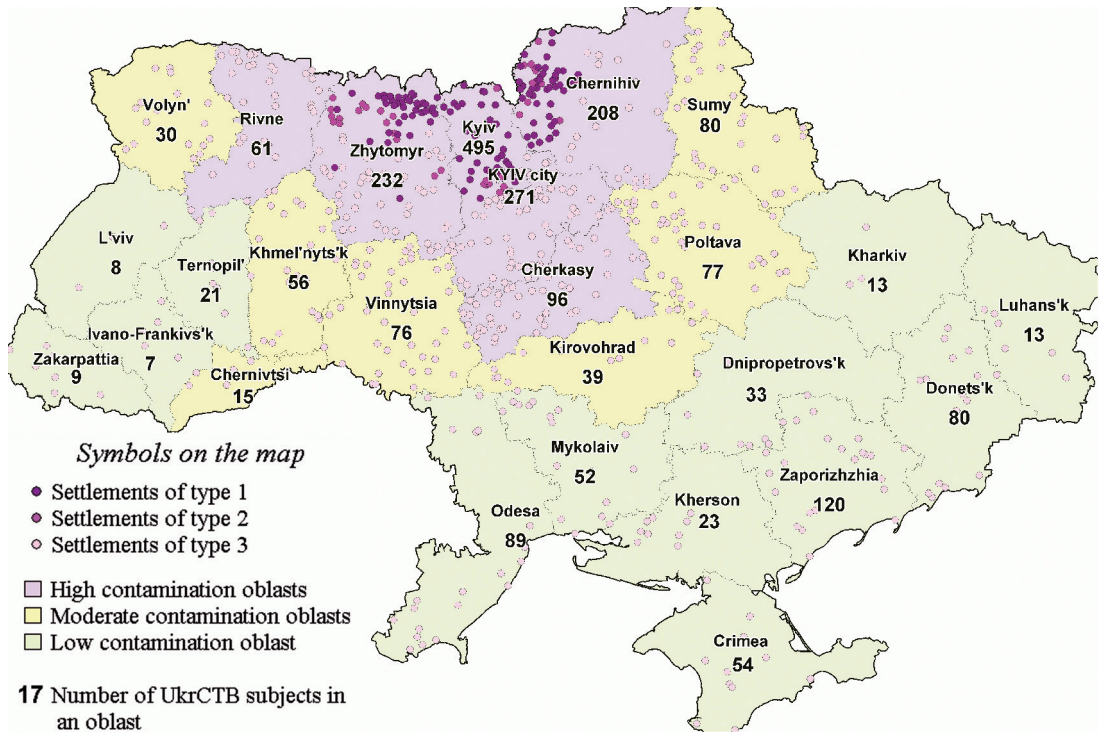 Chernihiv
208
Sumy
80
Volyn'
30
Rivne
61
Kyiv
495
Zhytomyr
232
KYIV city
271
L'viv
8
Ternopil'
21
Khmel'nyts'k
56
Poltava
77
Kharkiv
13
Cherkasy
96
Vinnytsia
76
Luhans'k
13
Ivano-Frankivs'k
7
Zakarpattia
9
Chernivtsi
15
Kirovohrad
39
Dnipropetrovs'k
33
Donets'k
80
Mykolaiv
52
Zaporizhzhia
120
Kherson
23
Odesa
89
Crimea
54
Symbols on the map
Settlements of type 1
Settlements of type 2
Settlements of type 3
High contamination oblasts
Moderate contamination oblasts
Low contamination oblast
17 Number of UkrCTB subjects in
an oblast